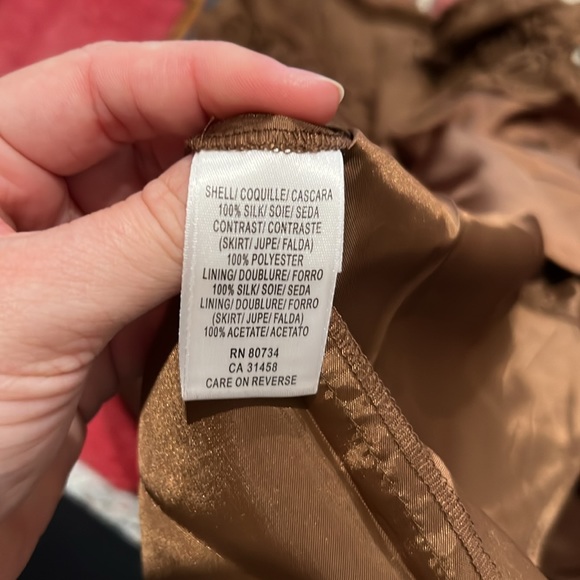 SHELL/ COQUILLE/ CASCARA
100% SILK/ SOIE/ SEDA
CONTRAST/ CONTRASTE
(SKIRT/ JUPE/ FALDA)
100% POLYESTER
LINING/ DOUBLURE/ FORRO
100% SILK/ SOIE/ SEDA
LINING/ DOUBLURE/ FORRO
(SKIRT/ JUPE/ FALDA)
100% ACETATE/ ACETATO
RN 80734
CA 31458
CARE ON REVERSE